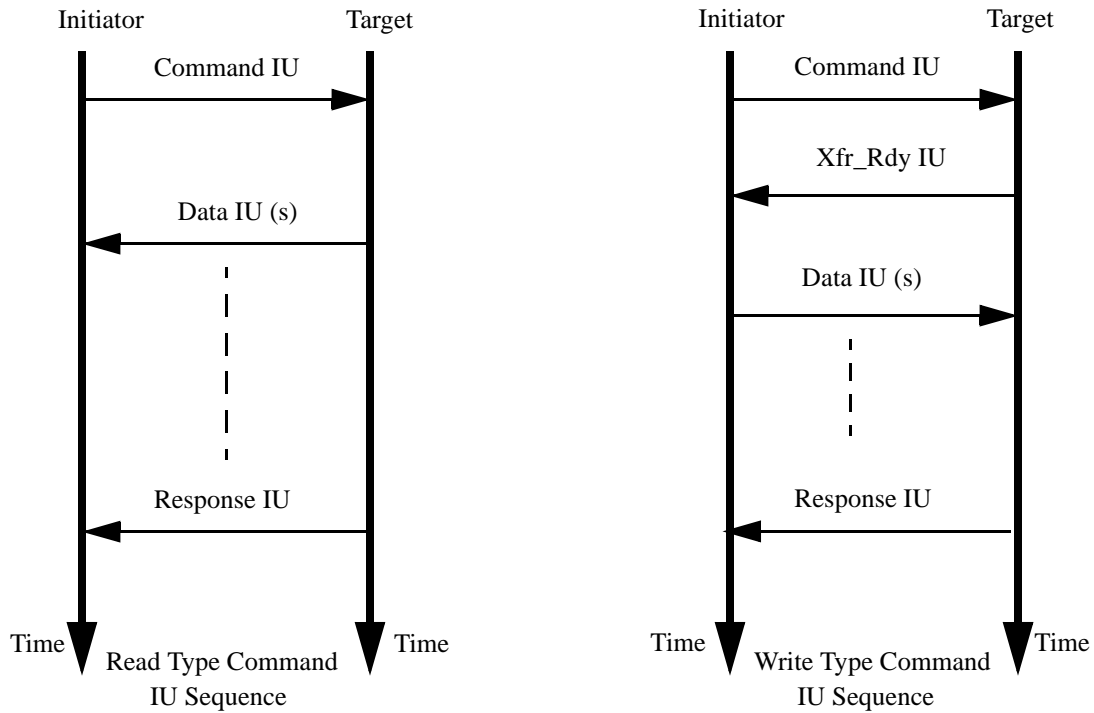 Initiator
Target
Command IU
Data IU (s)
Response IU
Time
Time
Read Type Command
IU Sequence
Initiator
Target
Command IU
Xfr_Rdy IU
Data IU (s)
Response IU
Time
Time
Write Type Command
IU Sequence